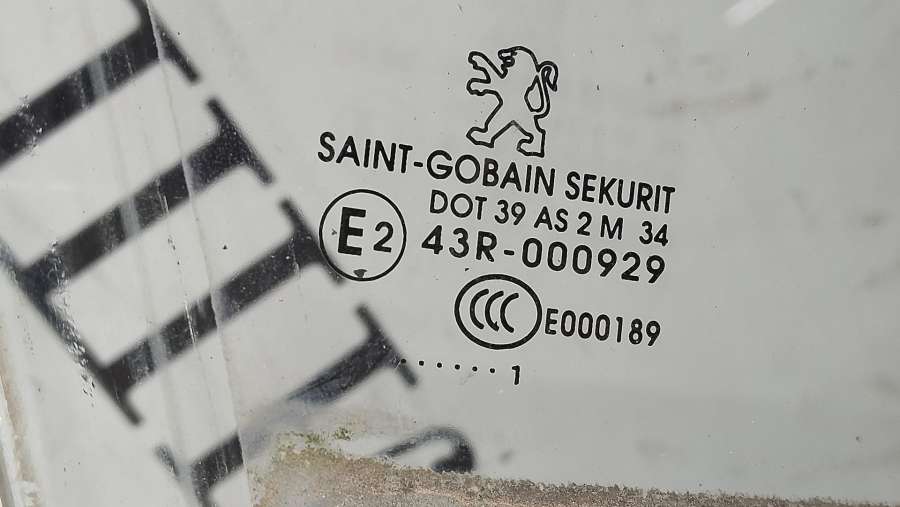 SAINT-GOBAIN SEKURIT
DOT 39 AS 2 M 34
E2 43R-000929
CCC E000189
.......1